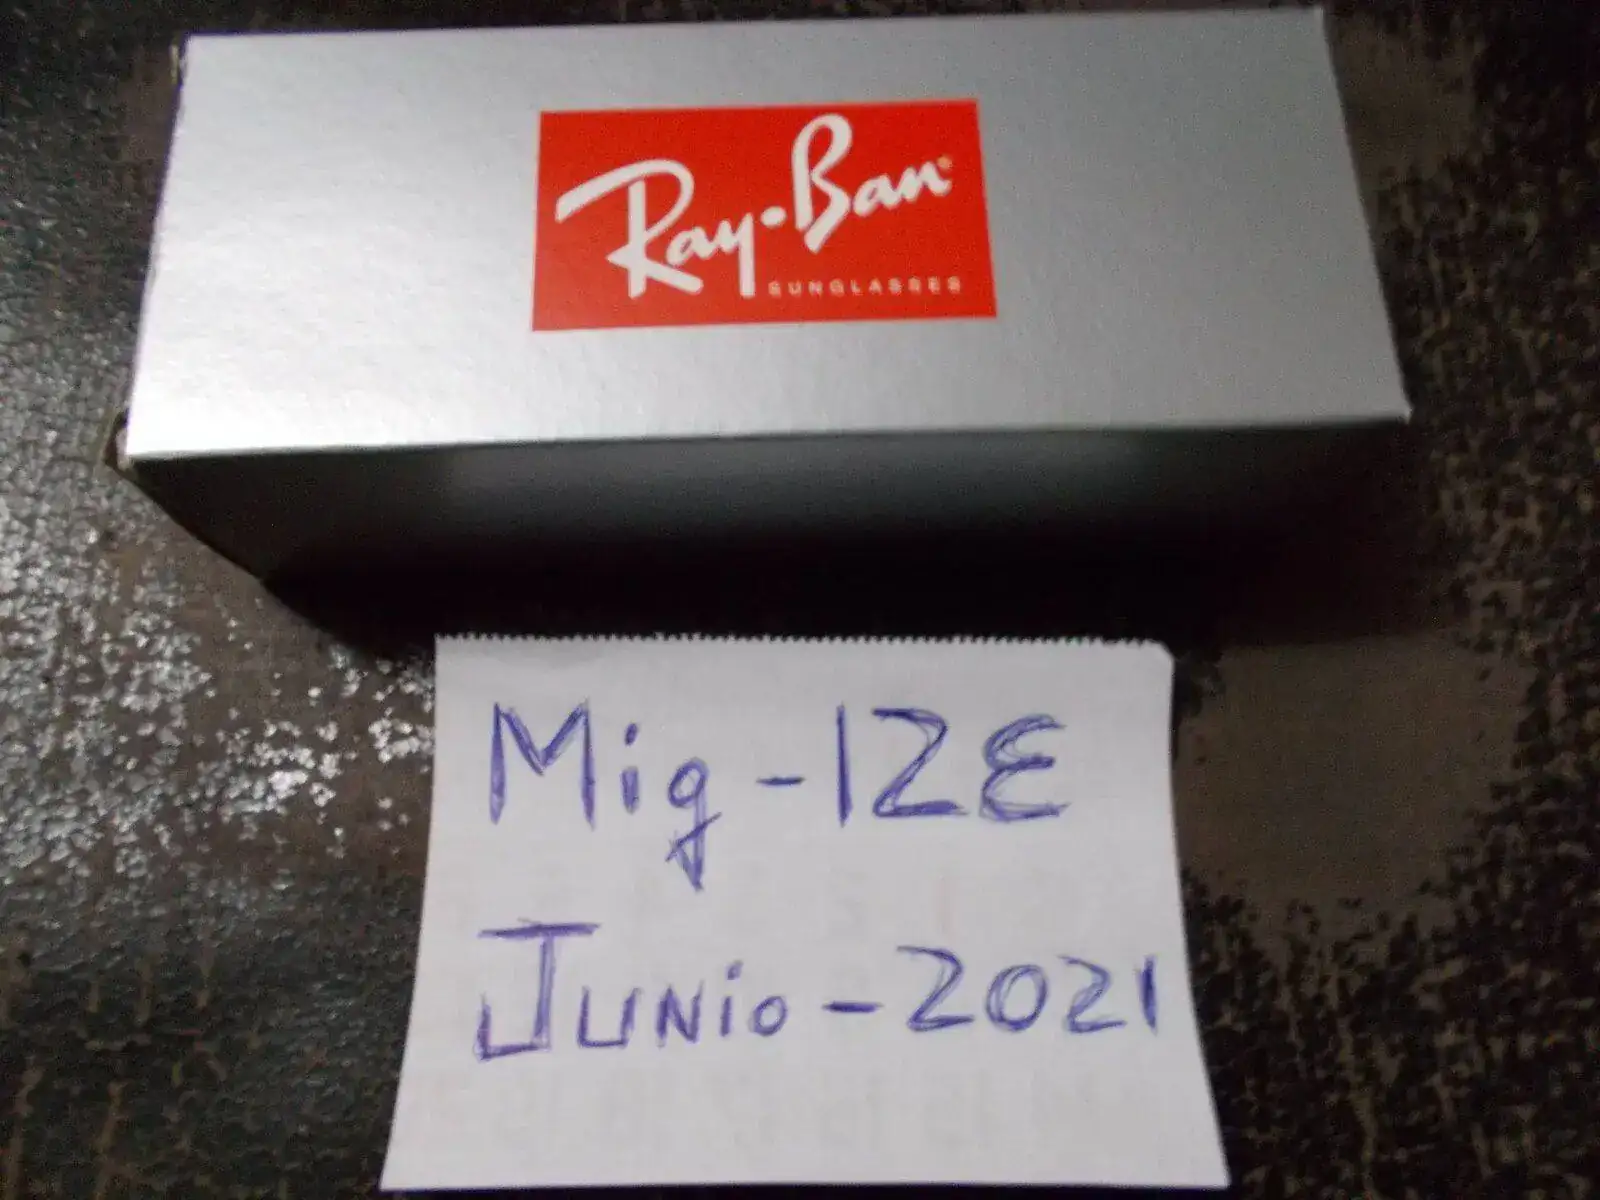 Ray-Ban®
SUNGLASSES
Mig-12E
Junio-2021